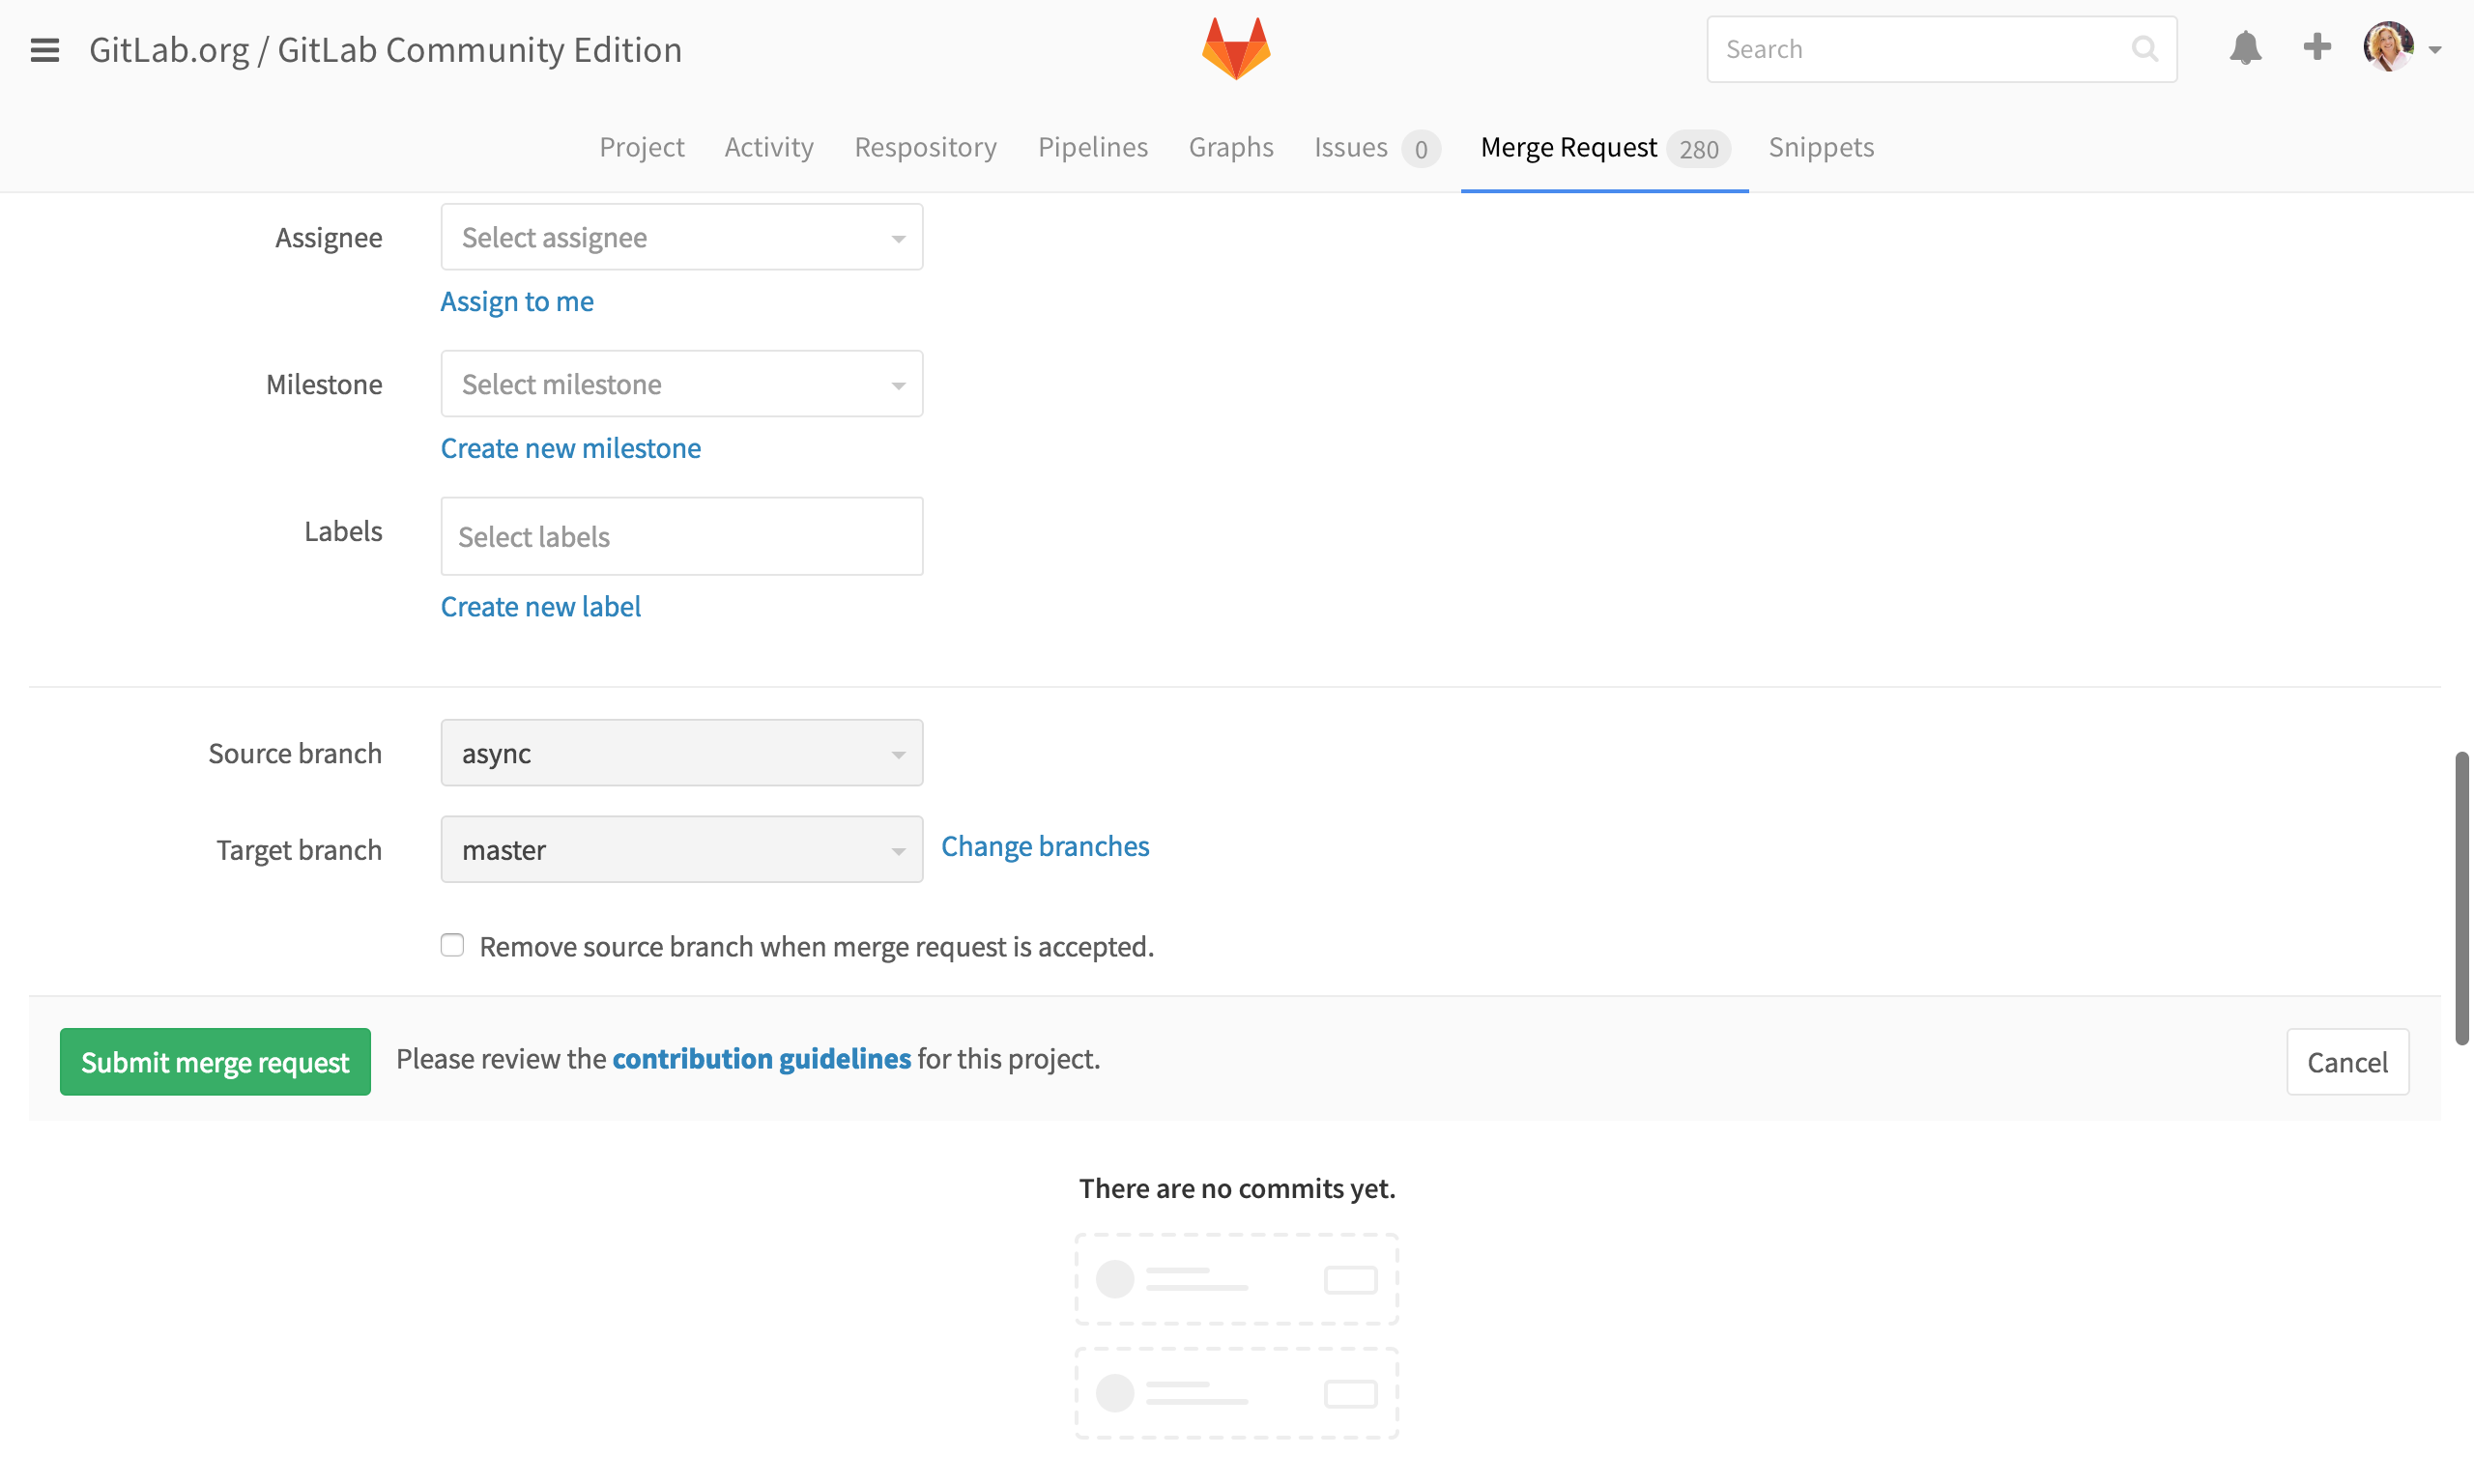 GitLab.org / GitLab Community Edition
Search
Project Activity Respository Pipelines Graphs Issues 0 Merge Request 280 Snippets
Assignee Select assignee
Assign to me
Milestone Select milestone
Create new milestone
Labels Select labels
Create new label
Source branch async
Target branch master Change branches
Remove source branch when merge request is accepted.
Submit merge request Please review the contribution guidelines for this project. Cancel
There are no commits yet.